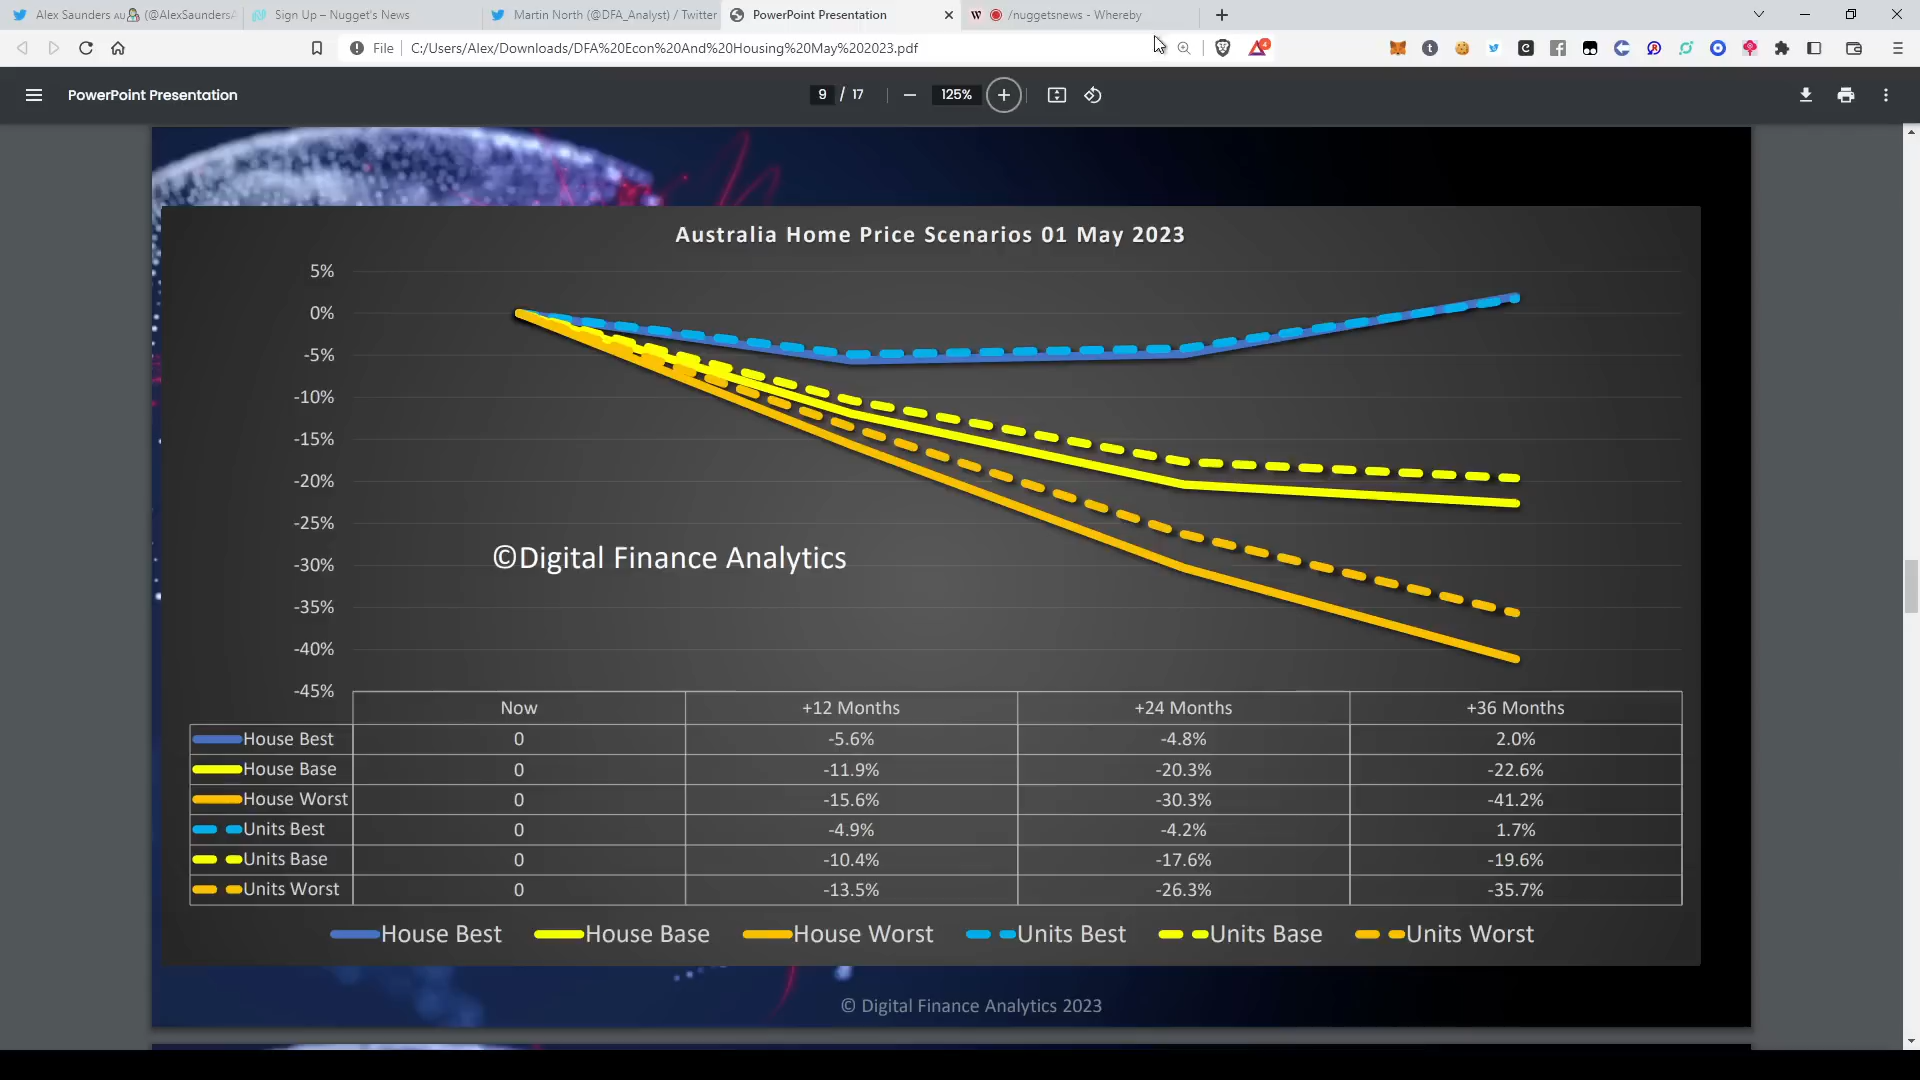 Alex Saunders AU (@AlexSaundersA
Sign Up – Nugget's News
Martin North (@DFA_Analyst) / Twitter
PowerPoint Presentation
/nuggetsnews - Whereby
File
C:/Users/Alex/Downloads/DFA%20Econ%20And%20Housing%20May%202023.pdf
4
PowerPoint Presentation
9 / 17
125%
Australia Home Price Scenarios 01 May 2023
5%
0%
-5%
-10%
-15%
-20%
-25%
-30%
-35%
-40%
-45%
©Digital Finance Analytics
Now +12 Months +24 Months +36 Months
House Best 0 -5.6% -4.8% 2.0%
House Base 0 -11.9% -20.3% -22.6%
House Worst 0 -15.6% -30.3% -41.2%
Units Best 0 -4.9% -4.2% 1.7%
Units Base 0 -10.4% -17.6% -19.6%
Units Worst 0 -13.5% -26.3% -35.7%
House Best House Base House Worst Units Best Units Base Units Worst
© Digital Finance Analytics 2023